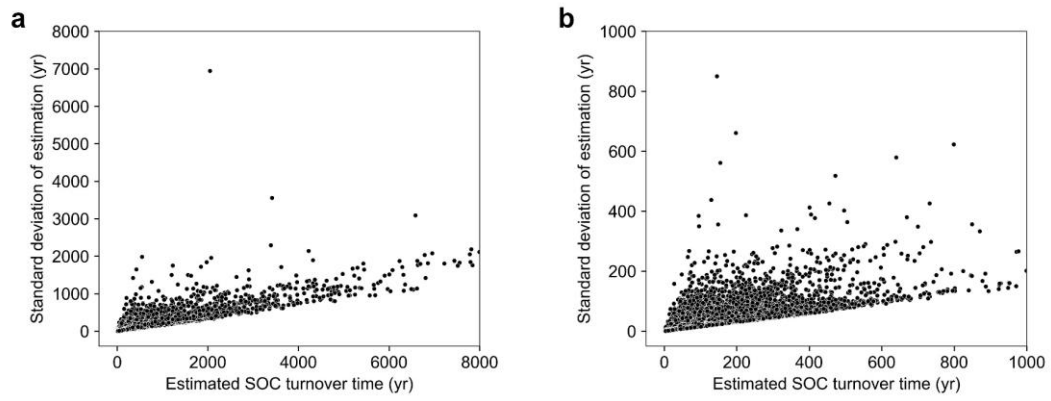 a
b
8000
7000
6000
5000
4000
3000
2000
1000
0
Standard deviation of estimation (yr)
0 2000 4000 6000 8000
Estimated SOC turnover time (yr)
1000
800
600
400
200
0
Standard deviation of estimation (yr)
0 200 400 600 800 1000
Estimated SOC turnover time (yr)